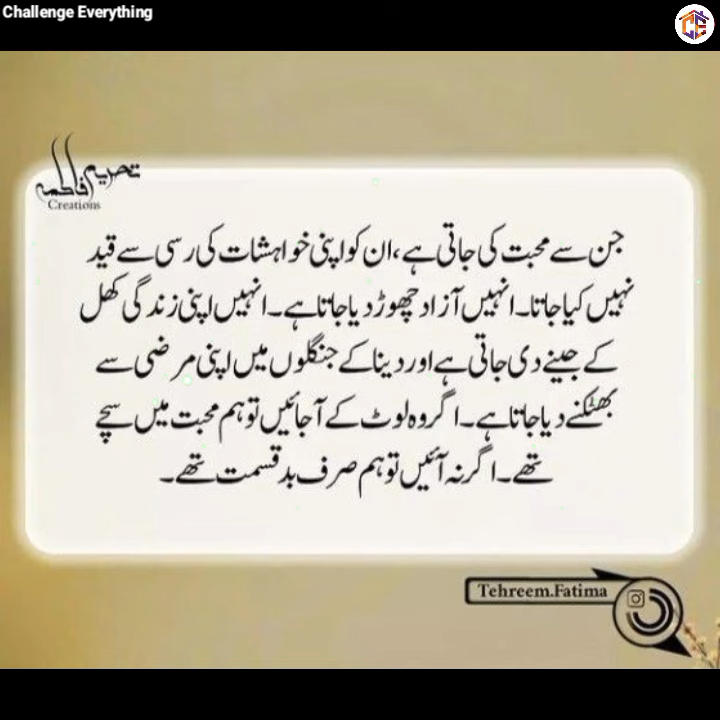 Challenge Everything
تحریم فاطمہ
Creations
جن سے محبت کی جاتی ہے، ان کو اپنی خواہشات کی رسی سے قید
نہیں کیا جاتا۔ انہیں آزاد چھوڑ دیا جاتا ہے۔ انہیں اپنی زندگی کھل
کے جینے دی جاتی ہے اور دینا کے جنگلوں میں اپنی مرضی سے
بھٹکنے دیا جاتا ہے۔ اگر وہ لوٹ کے آجائیں تو ہم محبت میں سچے
تھے۔ اگر نہ آئیں تو ہم صرف بد قسمت تھے۔
Tehreem.Fatima